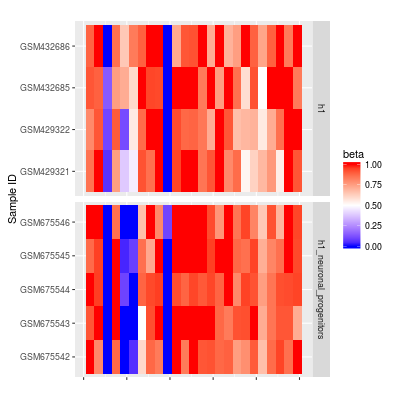 GSM432686
GSM432685
GSM429322
GSM429321
h1
GSM675546
GSM675545
GSM675544
GSM675543
GSM675542
h1_neuronal_progenitors
Sample ID
beta
1.00
0.75
0.50
0.25
0.00